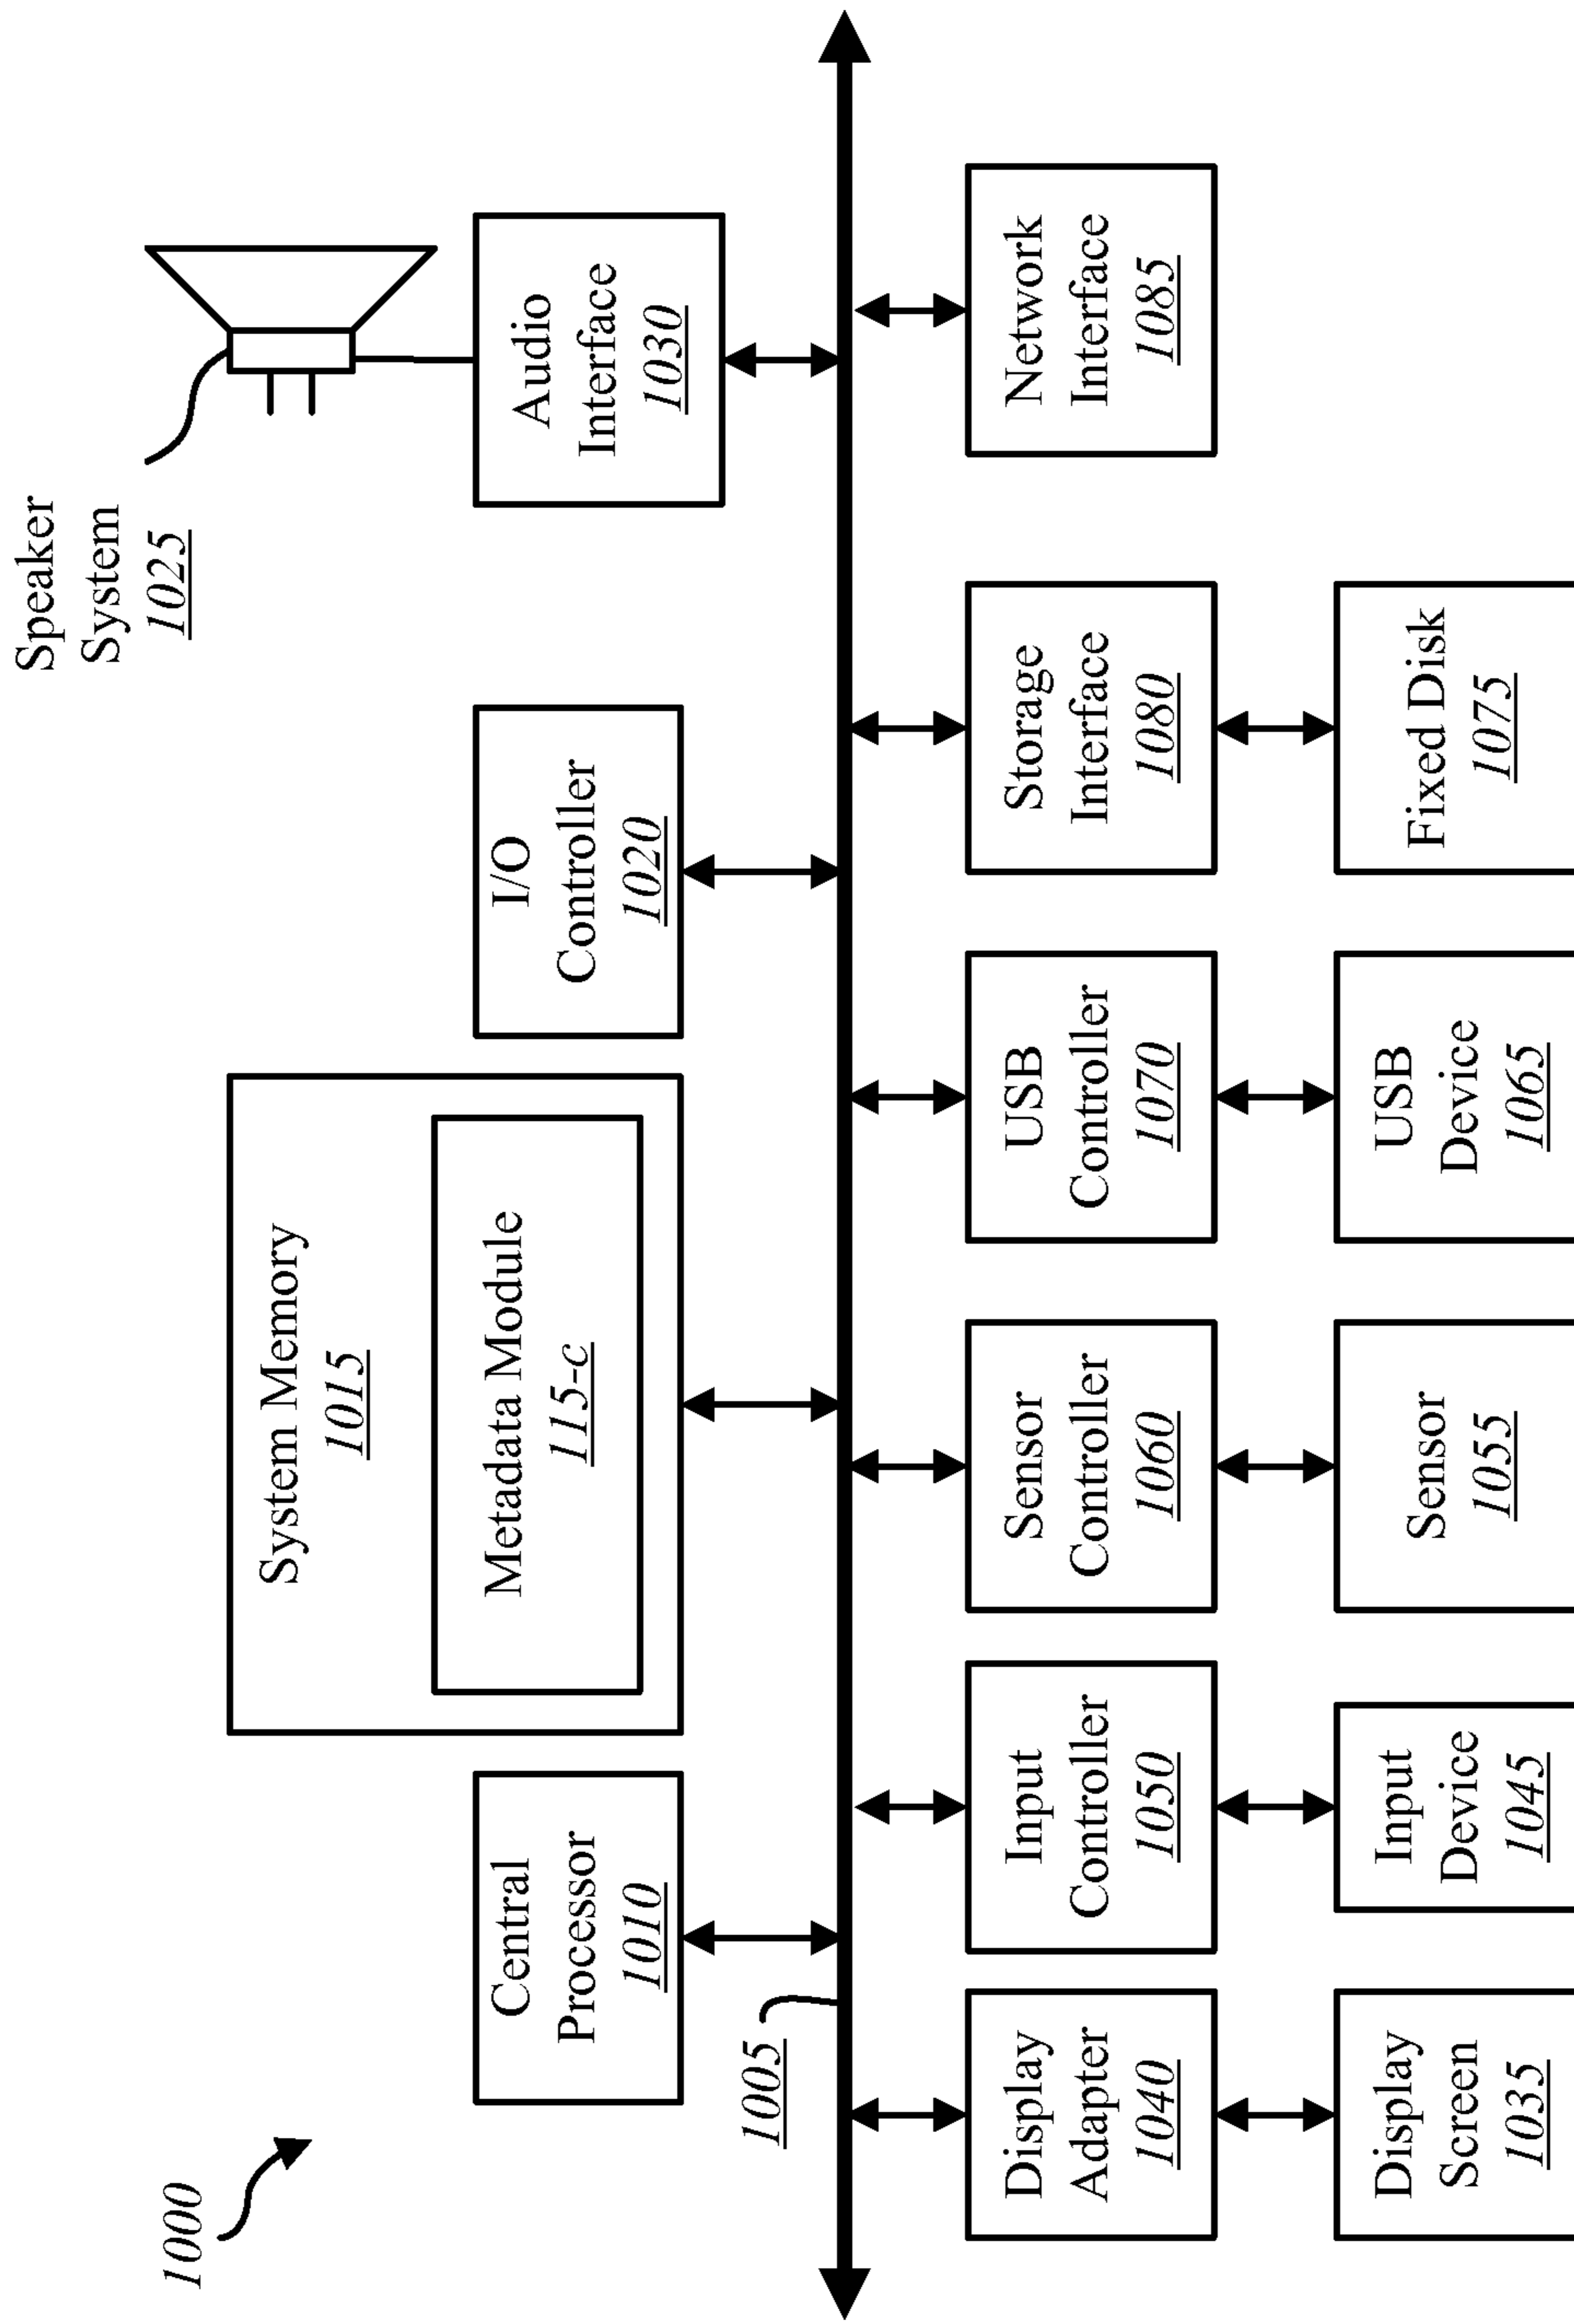 1000
Speaker
System
1025
Central
Processor
1010
System Memory
1015
Metadata Module
115-c
I/O
Controller
1020
Audio
Interface
1030
1005
Display
Adapter
1040
Input
Controller
1050
Sensor
Controller
1060
USB
Controller
1070
Storage
Interface
1080
Network
Interface
1085
Display
Screen
1035
Input
Device
1045
Sensor
1055
USB
Device
1065
Fixed Disk
1075